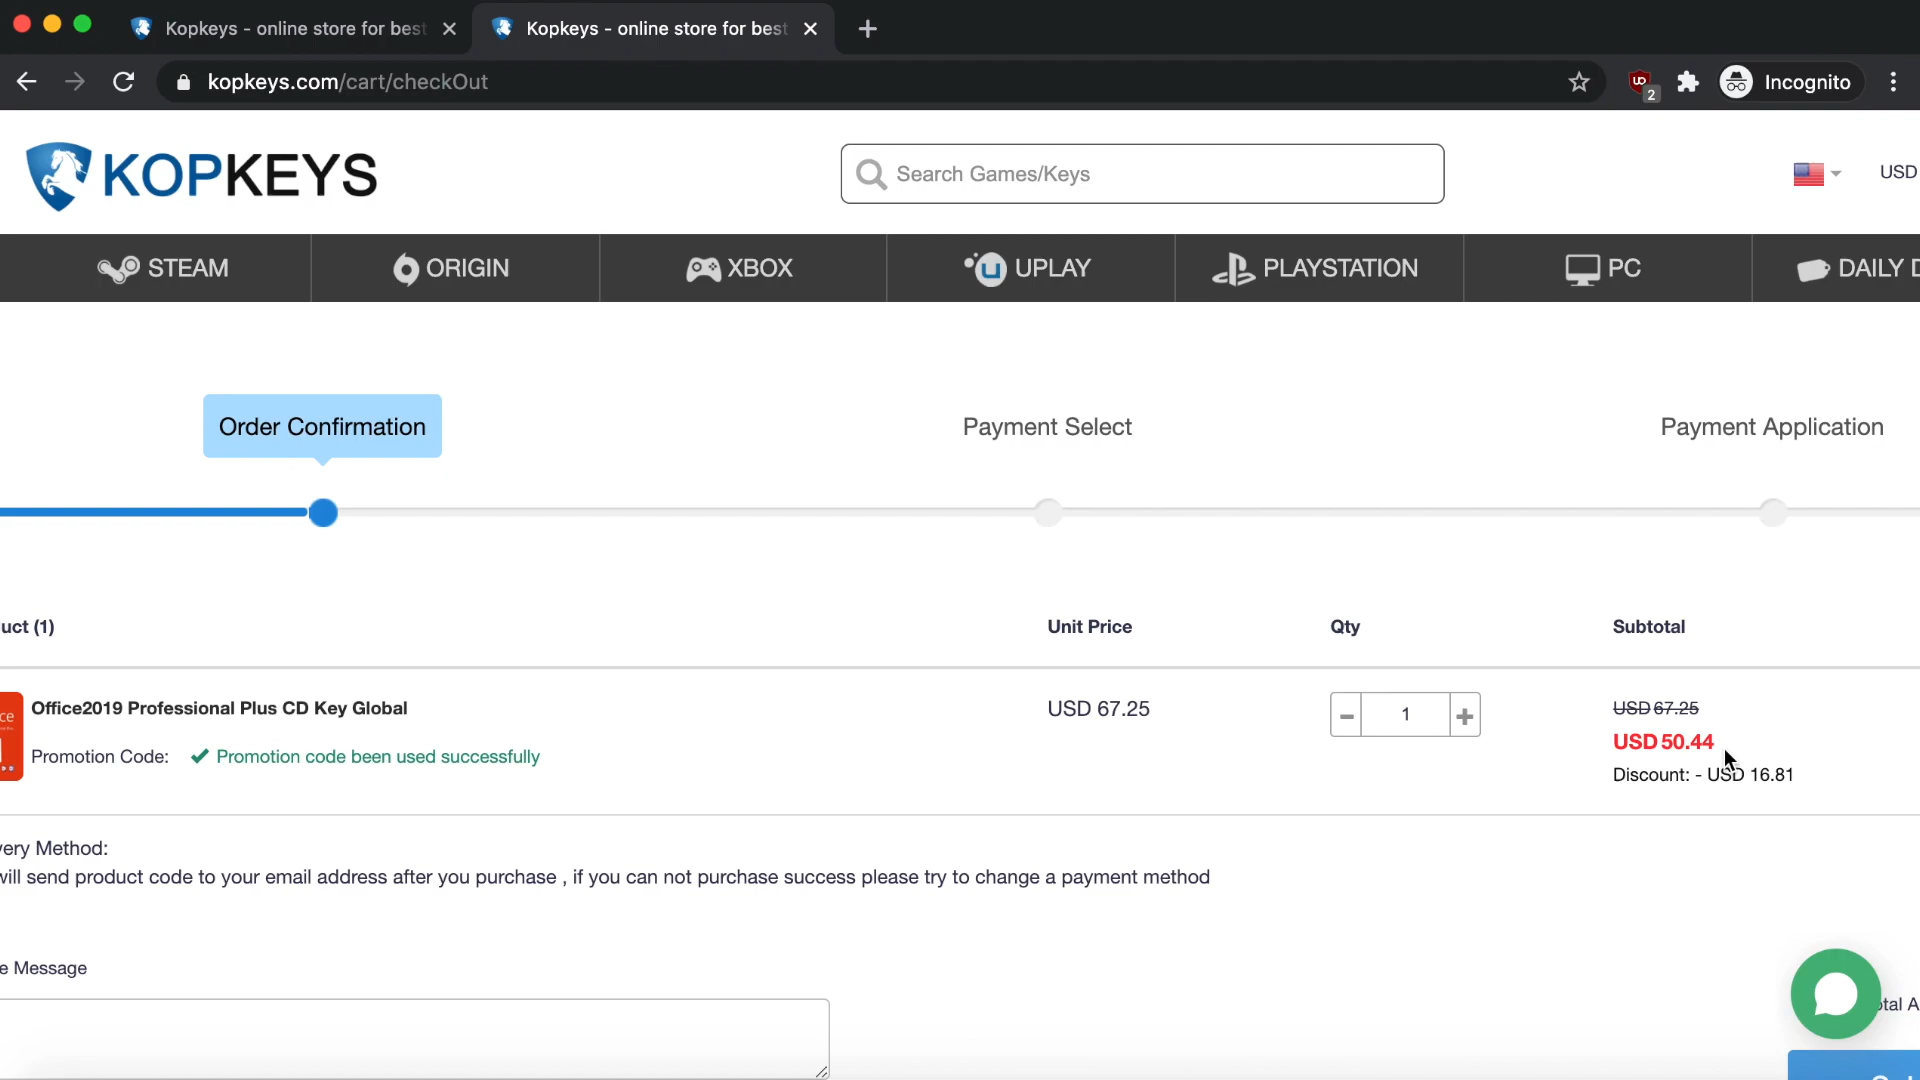 Kopkeys - online store for best
Kopkeys - online store for best
kopkeys.com/cart/checkOut
2
Incognito
KOPKEYS
Search Games/Keys
USD
STEAM
ORIGIN
XBOX
UPLAY
PLAYSTATION
PC
DAILY D
Order Confirmation
Payment Select
Payment Application
uct (1)
Unit Price
Qty
Subtotal
ce
Office2019 Professional Plus CD Key Global
USD 67.25
1
USD 67.25
USD 50.44
Promotion Code:
Promotion code been used successfully
Discount: - USD 16.81
very Method:
will send product code to your email address after you purchase , if you can not purchase success please try to change a payment method
e Message
tal A